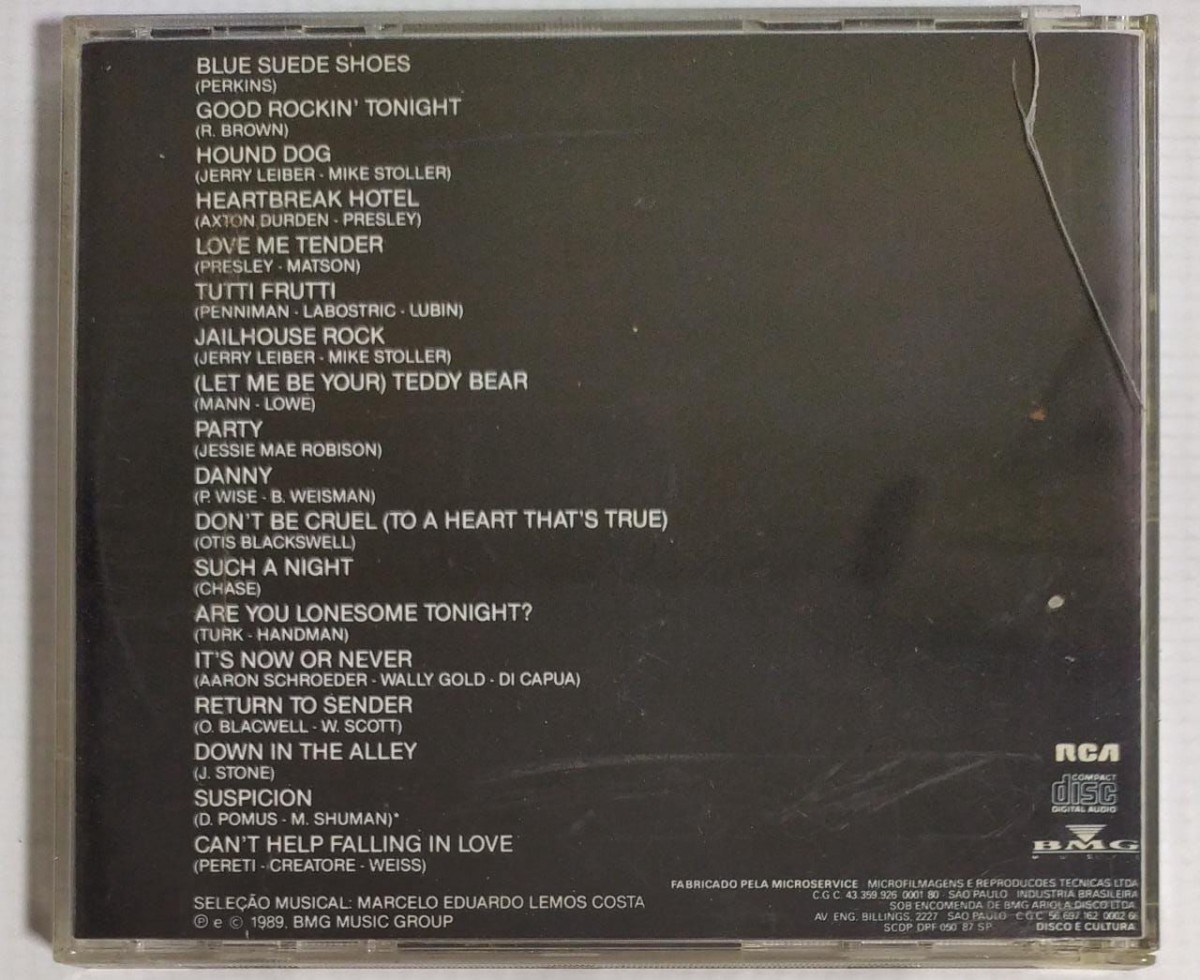 BLUE SUEDE SHOES
(PERKINS)
GOOD ROCKIN' TONIGHT
(R. BROWN)
HOUND DOG
(JERRY LEIBER - MIKE STOLLER)
HEARTBREAK HOTEL
(AXTON DURDEN - PRESLEY)
LOVE ME TENDER
(PRESLEY - MATSON)
TUTTI FRUTTI
(PENNIMAN - LABOSTRIC - LUBIN)
JAILHOUSE ROCK
(JERRY LEIBER - MIKE STOLLER)
(LET ME BE YOUR) TEDDY BEAR
(MANN - LOWE)
PARTY
(JESSIE MAE ROBISON)
DANNY
(P. WISE - B. WEISMAN)
DON'T BE CRUEL (TO A HEART THAT'S TRUE)
(OTIS BLACKSWELL)
SUCH A NIGHT
(CHASE)
ARE YOU LONESOME TONIGHT?
(TURK - HANDMAN)
IT'S NOW OR NEVER
(AARON SCHROEDER - WALLY GOLD - DI CAPUA)
RETURN TO SENDER
(O. BLACWELL - W. SCOTT)
DOWN IN THE ALLEY
(J. STONE)
SUSPICION
(D. POMUS - M. SHUMAN)*
CAN'T HELP FALLING IN LOVE
(PERETI - CREATORE - WEISS)
SELEÇÃO MUSICAL: MARCELO EDUARDO LEMOS COSTA
℗ e © 1989, BMG MUSIC GROUP
RCA
COMPACT
disc
DIGITAL AUDIO
BMG
FABRICADO PELA MICROSERVICE MICROFILMAGENS E REPRODUCOES TECNICAS LTDA
C.G.C. 43.359.926 0001 80 - SAO PAULO INDUSTRIA BRASILEIRA
SOB ENCOMENDA DE BMG ARIOLA DISCO LTDA
AV. ENG. BILLINGS, 2227 SAO PAULO C.G.C. 56.697 162 0002
SCDP DPF 050 87 SP DISCO E CULTURA